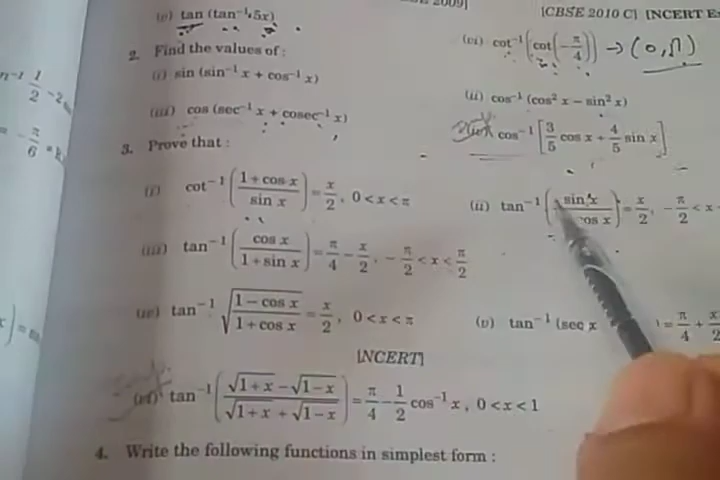 (v) tan (tan⁻¹ 5x)
2009]
[CBSE 2010 C] [NCERT Ex
2. Find the values of :
(vi) cot⁻¹(cot(-π/4)) → (0, Π)
(i) sin (sin⁻¹ x + cos⁻¹ x)
(ii) cos⁻¹ (cos² x − sin² x)
(iii) cos (sec⁻¹ x + cosec⁻¹ x)
cos⁻¹ [3/5 cos x + 4/5 sin x]
3. Prove that :
(i) cot⁻¹ ((1 + cos x)/(sin x)) = x/2, 0 < x < π
(ii) tan⁻¹ (sin x / cos x) = x/2, −π/2 < x
(iii) tan⁻¹ (cos x/(1 + sin x)) = π/4 − x/2, −π/2 < x < π/2
(iv) tan⁻¹ √((1 − cos x)/(1 + cos x)) = x/2, 0 < x < π
(v) tan⁻¹ (sec x ) = π/4 + x/2
[NCERT]
(vi) tan⁻¹ ((√(1+x) − √(1−x))/(√(1+x) + √(1−x))) = π/4 − 1/2 cos⁻¹ x, 0 < x < 1
4. Write the following functions in simplest form :